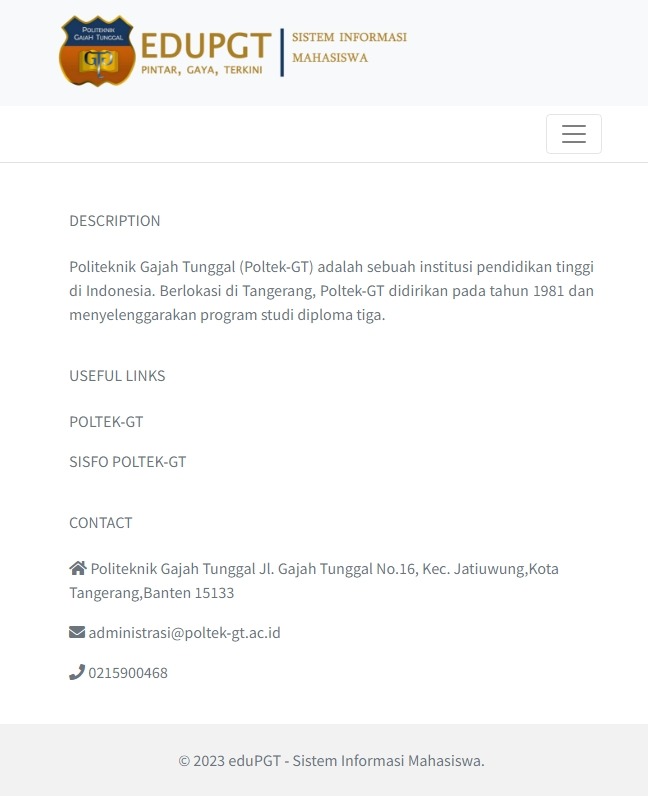 POLITEKNIK
GAJAH TUNGGAL
GT
EDUPGT
PINTAR, GAYA, TERKINI
SISTEM INFORMASI
MAHASISWA
DESCRIPTION
Politeknik Gajah Tunggal (Poltek-GT) adalah sebuah institusi pendidikan tinggi
di Indonesia. Berlokasi di Tangerang, Poltek-GT didirikan pada tahun 1981 dan
menyelenggarakan program studi diploma tiga.
USEFUL LINKS
POLTEK-GT
SISFO POLTEK-GT
CONTACT
Politeknik Gajah Tunggal Jl. Gajah Tunggal No.16, Kec. Jatiuwung,Kota
Tangerang,Banten 15133
administrasi@poltek-gt.ac.id
0215900468
© 2023 eduPGT - Sistem Informasi Mahasiswa.